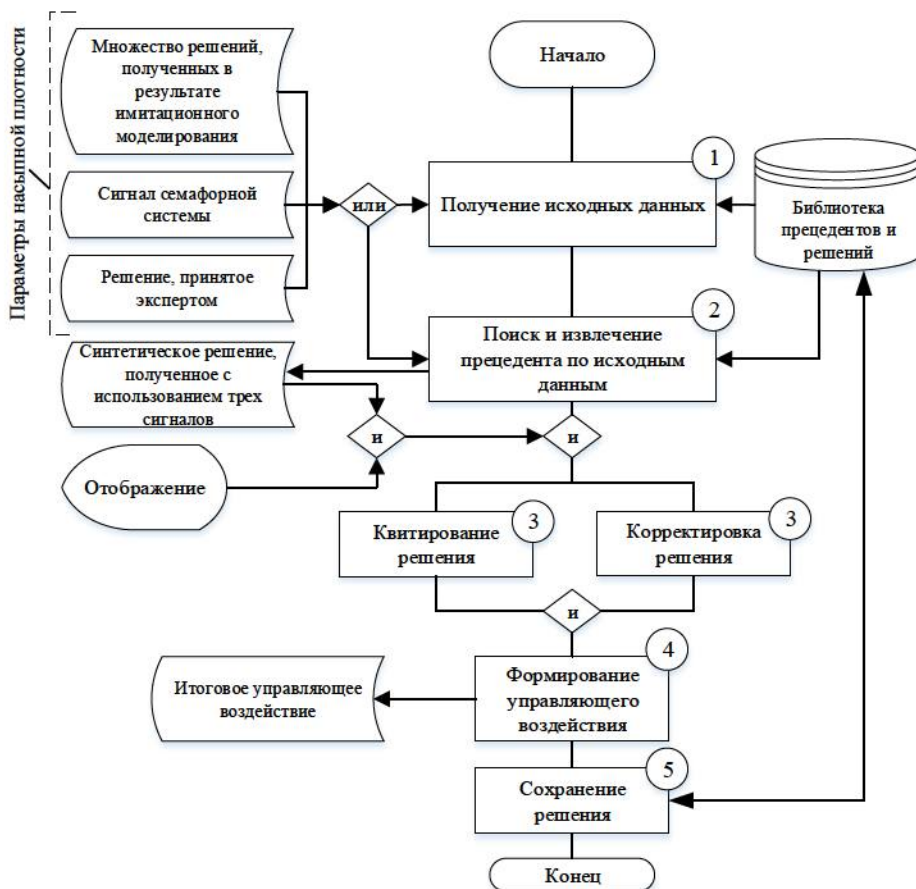 Параметры насыпной плотности
Множество решений,
полученных в
результате
имитационного
моделирования
Начало
1
Сигнал семафорной
системы
или
Получение исходных данных
Библиотека
прецедентов и
решений
Решение, принятое
экспертом
2
Поиск и извлечение
прецедента по исходным
данным
Синтетическое решение,
полученное с
использованием трех
сигналов
и
и
Отображение
3
Квитирование
решения
3
Корректировка
решения
и
4
Формирование
управляющего
воздействия
Итоговое управляющее
воздействие
5
Сохранение
решения
Конец